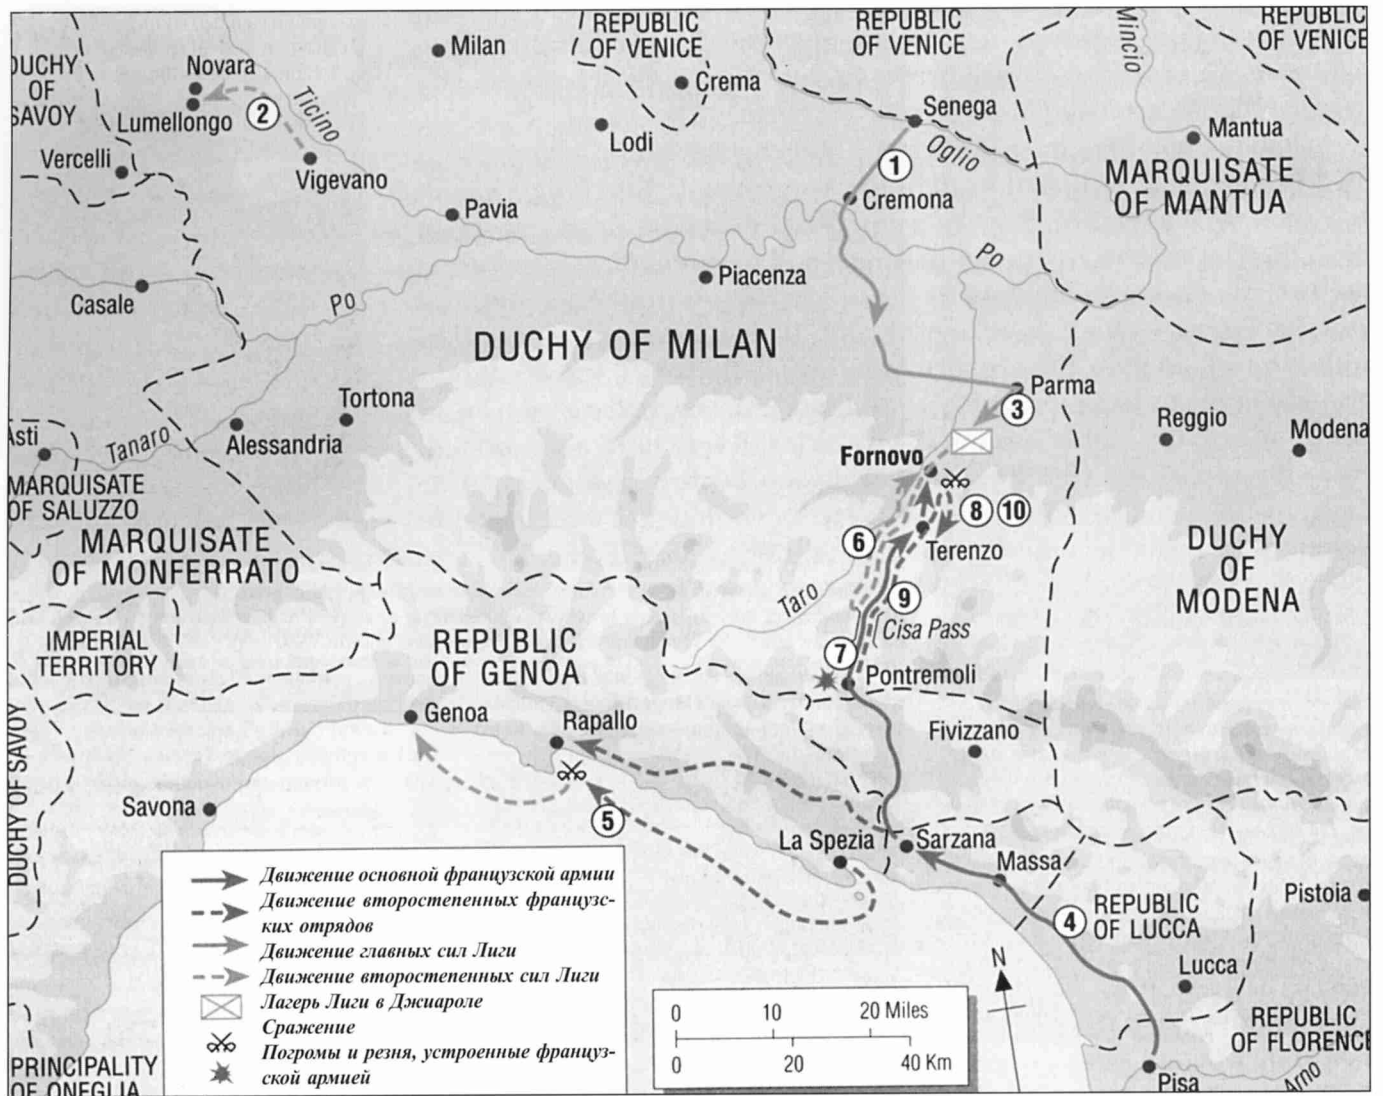 REPUBLIC
OF VENICE
REPUBLIC
OF VENICE
REPUBLIC
OF VENICE
Mincio
DUCHY
OF
SAVOY
Novara
Milan
Crema
Ticino
Lumellongo
2
Lodi
Senega
Oglio
Mantua
Vercelli
Vigevano
1
MARQUISATE
OF MANTUA
Pavia
Cremona
Po
Piacenza
Casale
Po
DUCHY OF MILAN
Parma
3
Tortona
Reggio
Modena
Asti
Tanaro
Alessandria
Fornovo
MARQUISATE
OF SALUZZO
8
10
MARQUISATE
OF MONFERRATO
6
Terenzo
DUCHY
OF
MODENA
Taro
9
Cisa Pass
IMPERIAL
TERRITORY
REPUBLIC
OF GENOA
7
Pontremoli
Genoa
Rapallo
Fivizzano
DUCHY OF SAVOY
Savona
5
La Spezia
Sarzana
Massa
Pistoia
4
REPUBLIC
OF LUCCA
Lucca
N
REPUBLIC
OF FLORENCE
Pisa
Arno
PRINCIPALITY
OF ONEGLIA
Движение основной французской армии
Движение второстепенных французс-
ких отрядов
Движение главных сил Лиги
Движение второстепенных сил Лиги
Лагерь Лиги в Джиароле
Сражение
Погромы и резня, устроенные француз-
ской армией
0 10 20 Miles
0 20 40 Km